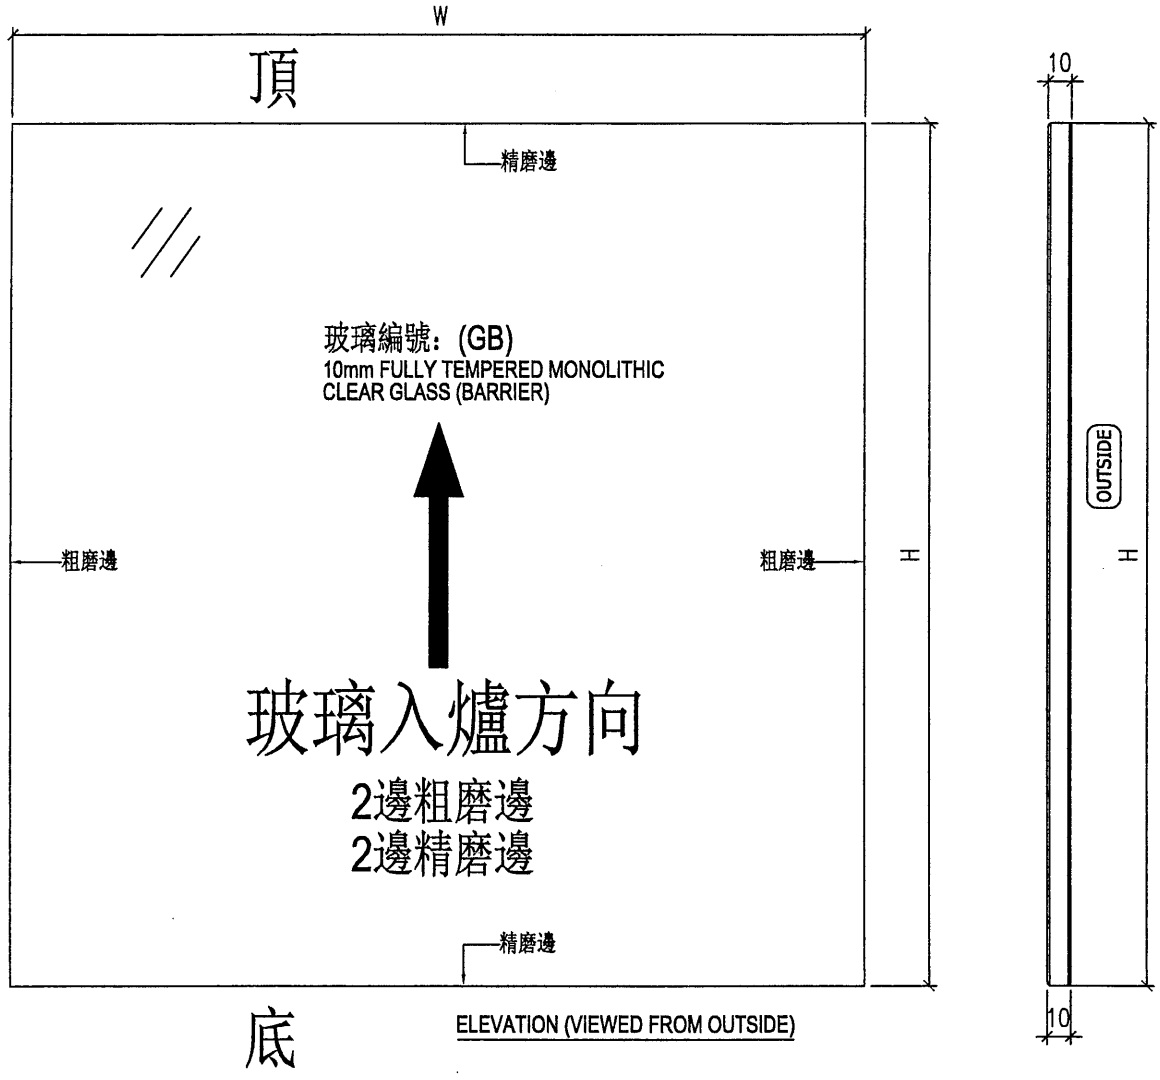 W
頂
10
精磨邊
玻璃編號：(GB)
10mm FULLY TEMPERED MONOLITHIC
CLEAR GLASS (BARRIER)
OUTSIDE
粗磨邊
粗磨邊
H
H
玻璃入爐方向
2邊粗磨邊
2邊精磨邊
精磨邊
底
ELEVATION (VIEWED FROM OUTSIDE)
10